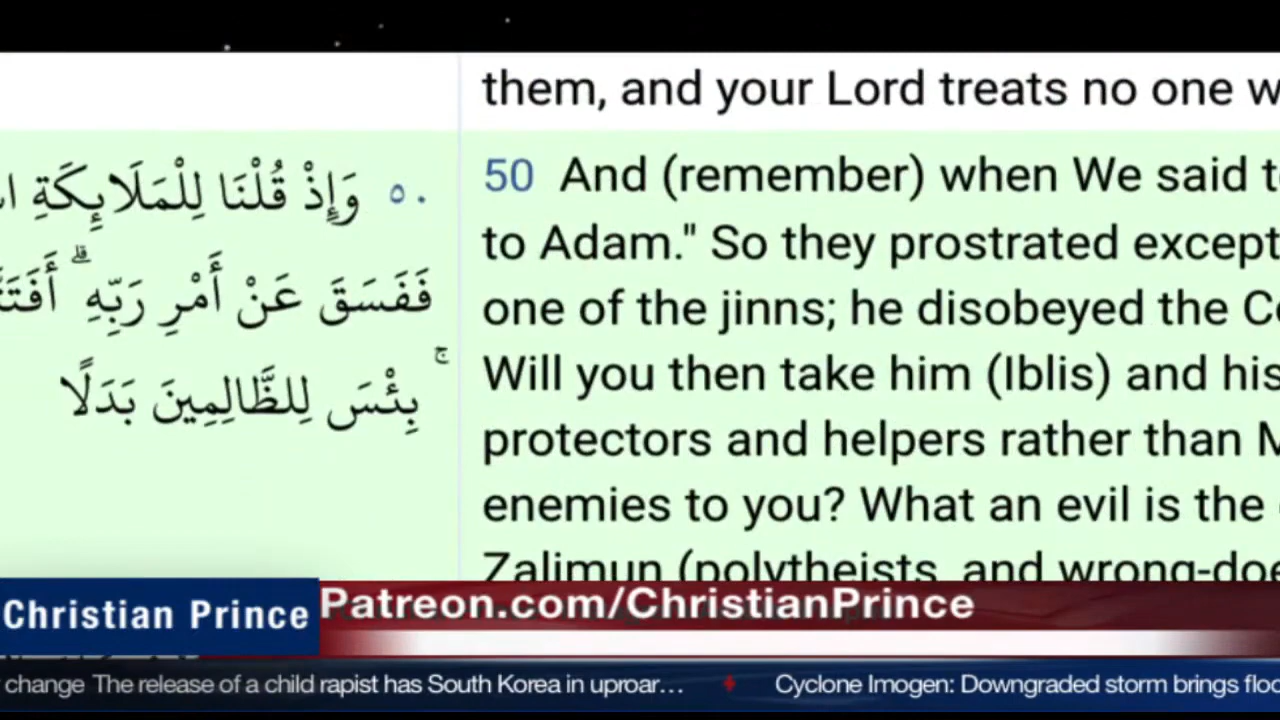 them, and your Lord treats no one w
50 And (remember) when We said t
to Adam." So they prostrated except
one of the jinns; he disobeyed the Co
Will you then take him (Iblis) and his
protectors and helpers rather than M
enemies to you? What an evil is the
Zalimun (polytheists, and wrong-doe
٥٠ وَإِذْ قُلْنَا لِلْمَلَائِكَةِ
فَفَسَقَ عَنْ أَمْرِ رَبِّهِ ۗ
ۚ بِئْسَ لِلظَّالِمِينَ بَدَلًا
Christian Prince
Patreon.com/ChristianPrince
change The release of a child rapist has South Korea in uproar... Cyclone Imogen: Downgraded storm brings floo